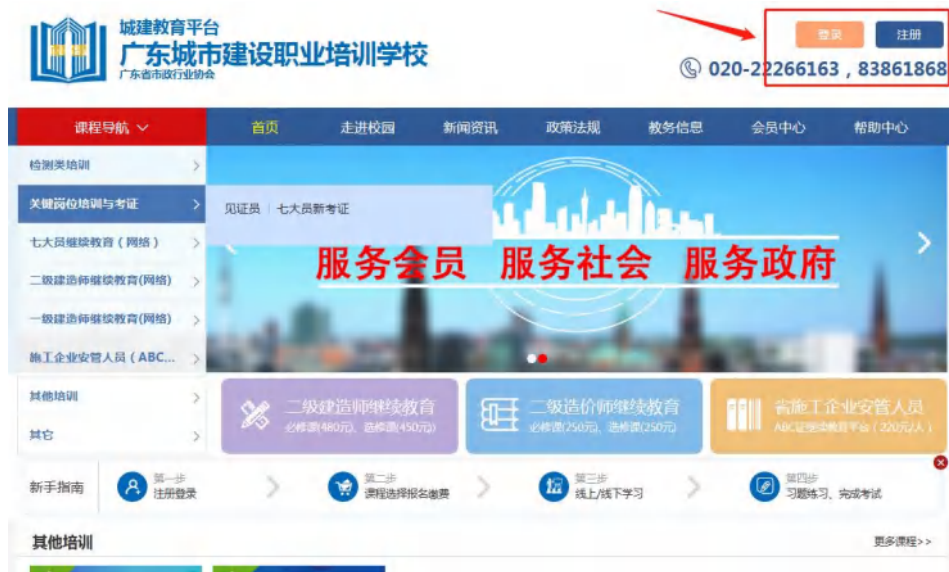 城建教育平台
广东城市建设职业培训学校
广东省市政行业协会
登录
注册
020-22266163，83861868
课程导航
首页
走进校园
新闻资讯
政策法规
教务信息
会员中心
帮助中心
检测类培训
关键岗位培训与考证
见证员
七大员新考证
七大员继续教育（网络）
二级建造师继续教育(网络)
一级建造师继续教育(网络)
施工企业安管人员（ABC...
其他培训
其它
服务会员 服务社会 服务政府
二级建造师继续教育
必修课(480元)、选修课(450元)
二级造价师继续教育
必修课(250元)、选修课(250元)
省施工企业安管人员
ABC证继续教育平台（220元/人）
新手指南
第一步
注册登录
第二步
课程选择报名缴费
第三步
线上/线下学习
第四步
习题练习、完成考试
其他培训
更多课程>>